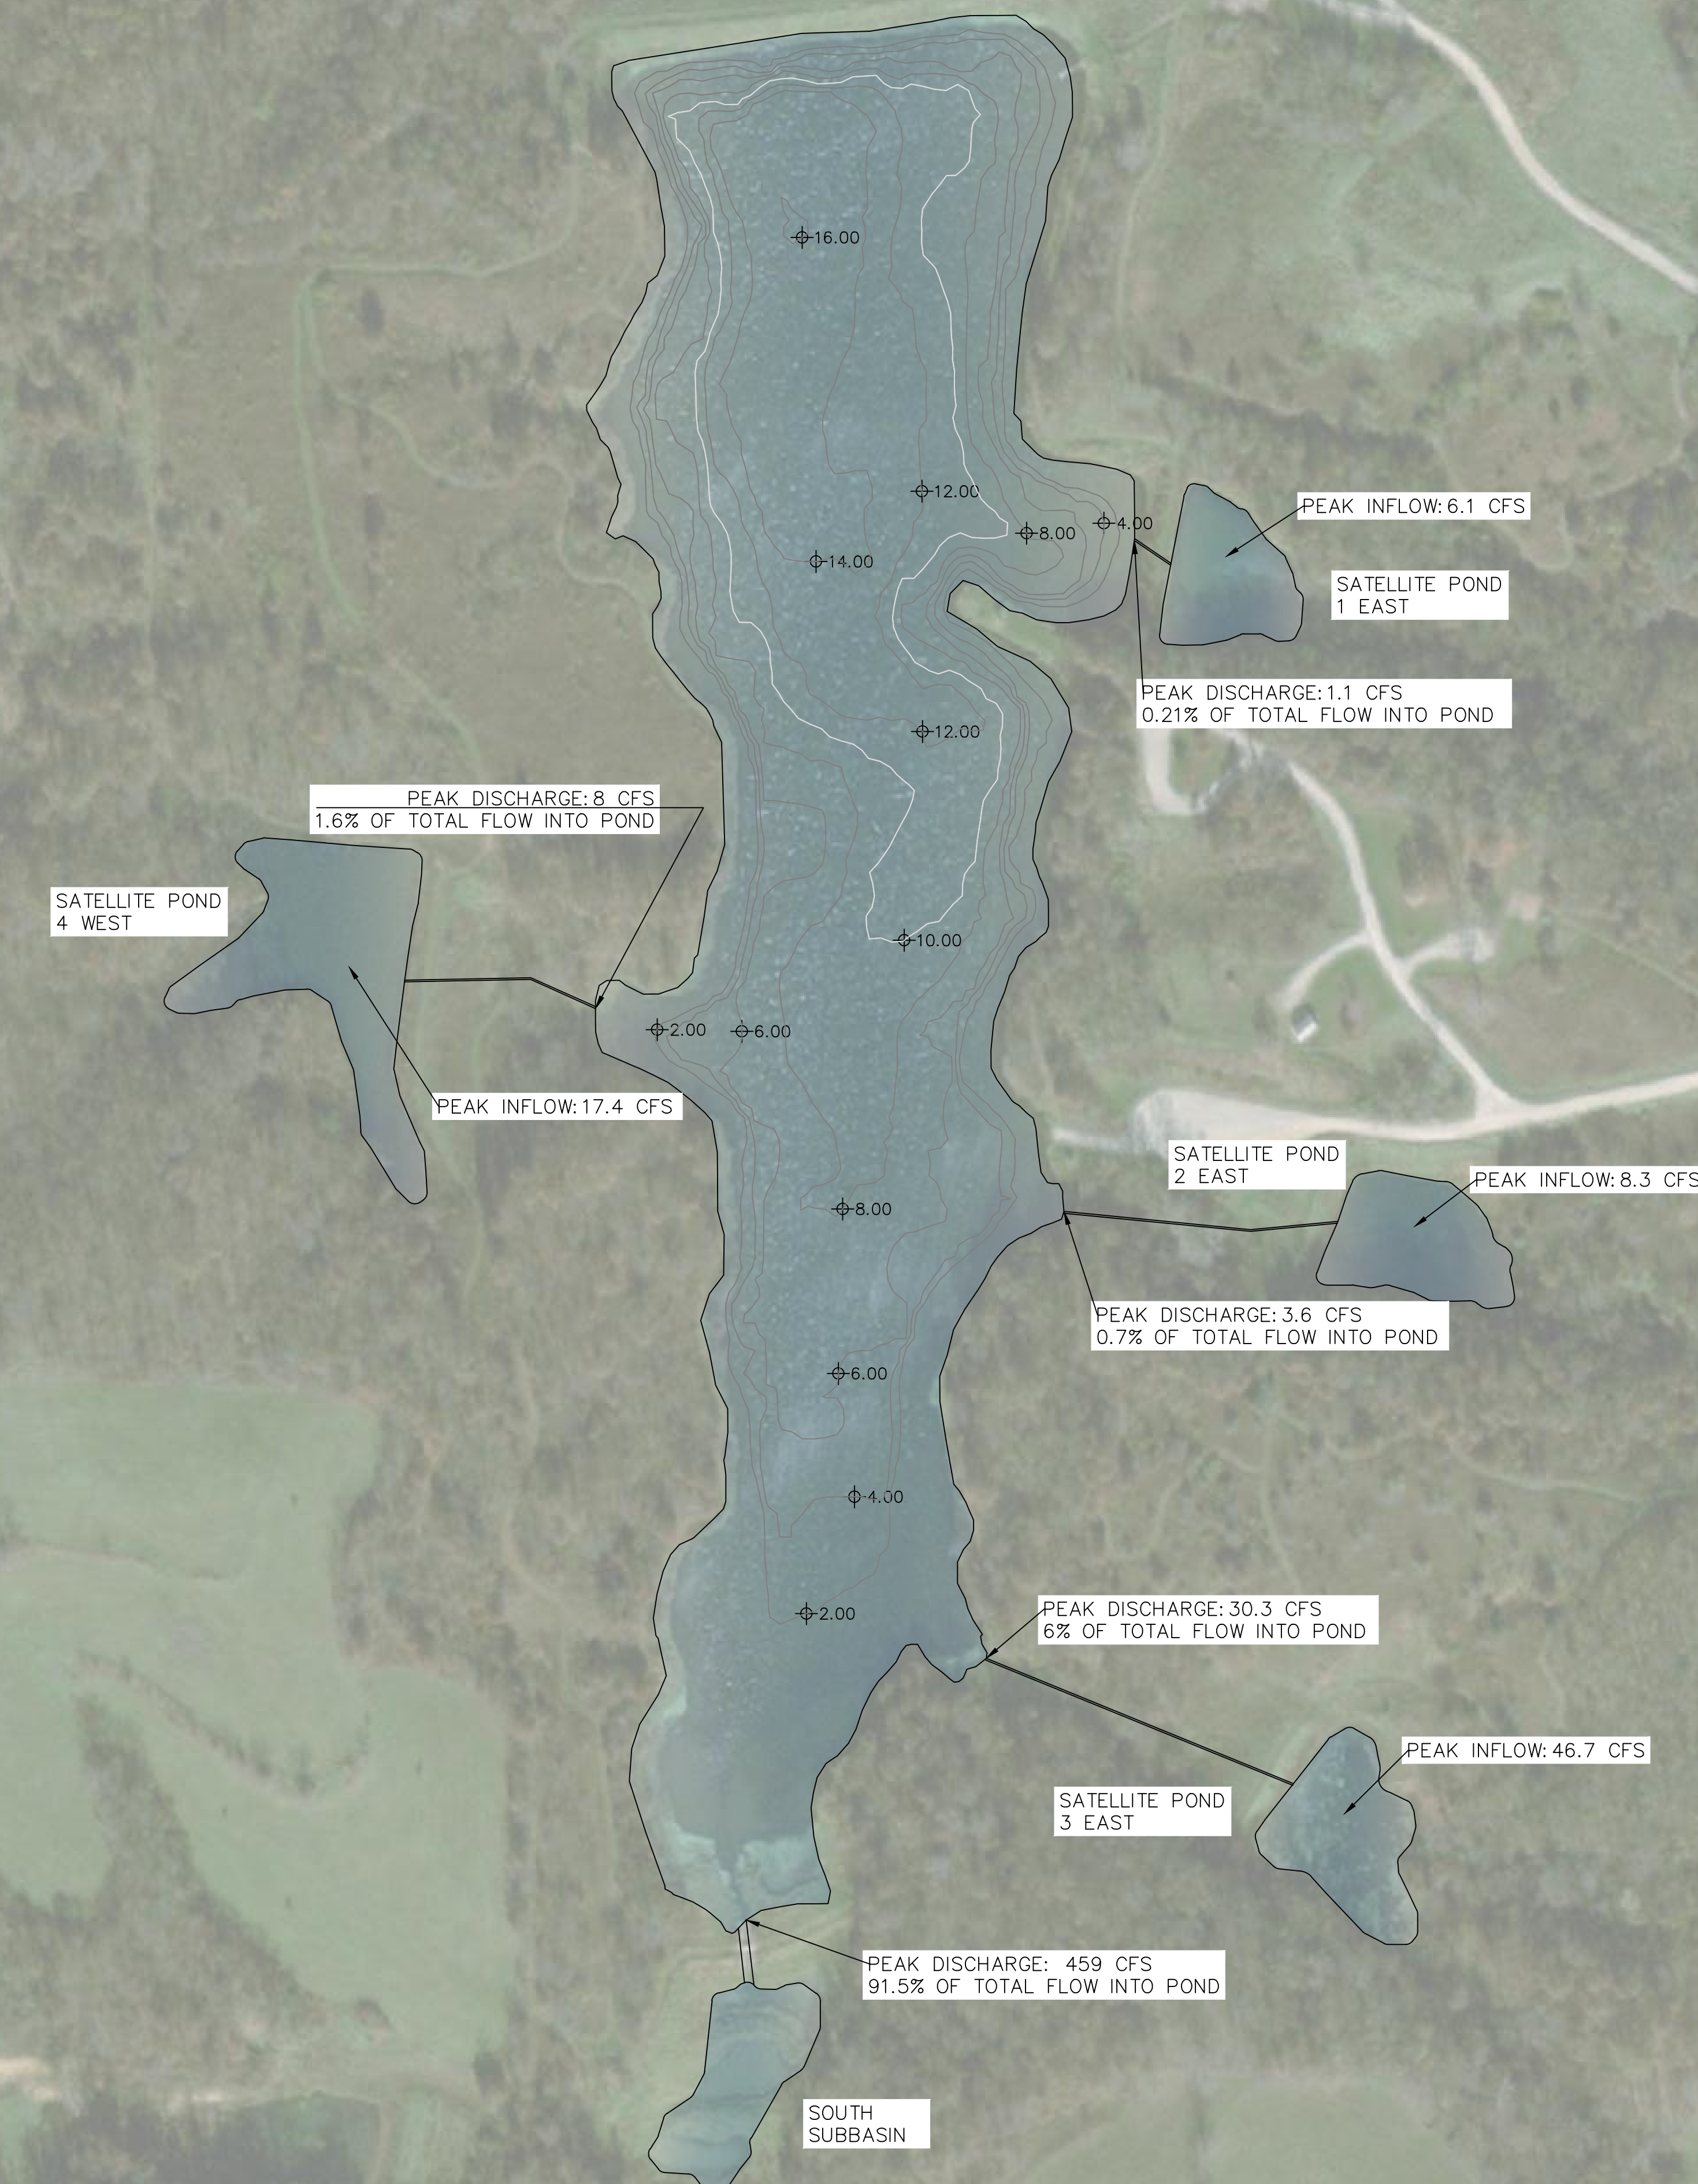 16.00
PEAK INFLOW: 6.1 CFS
12.00
4.00
8.00
14.00
SATELLITE POND
1 EAST
PEAK DISCHARGE: 1.1 CFS
0.21% OF TOTAL FLOW INTO POND
12.00
PEAK DISCHARGE: 8 CFS
1.6% OF TOTAL FLOW INTO POND
SATELLITE POND
4 WEST
10.00
2.00
6.00
PEAK INFLOW: 17.4 CFS
SATELLITE POND
2 EAST
PEAK INFLOW: 8.3 CFS
8.00
PEAK DISCHARGE: 3.6 CFS
0.7% OF TOTAL FLOW INTO POND
6.00
4.00
2.00
PEAK DISCHARGE: 30.3 CFS
6% OF TOTAL FLOW INTO POND
PEAK INFLOW: 46.7 CFS
SATELLITE POND
3 EAST
PEAK DISCHARGE: 459 CFS
91.5% OF TOTAL FLOW INTO POND
SOUTH
SUBBASIN